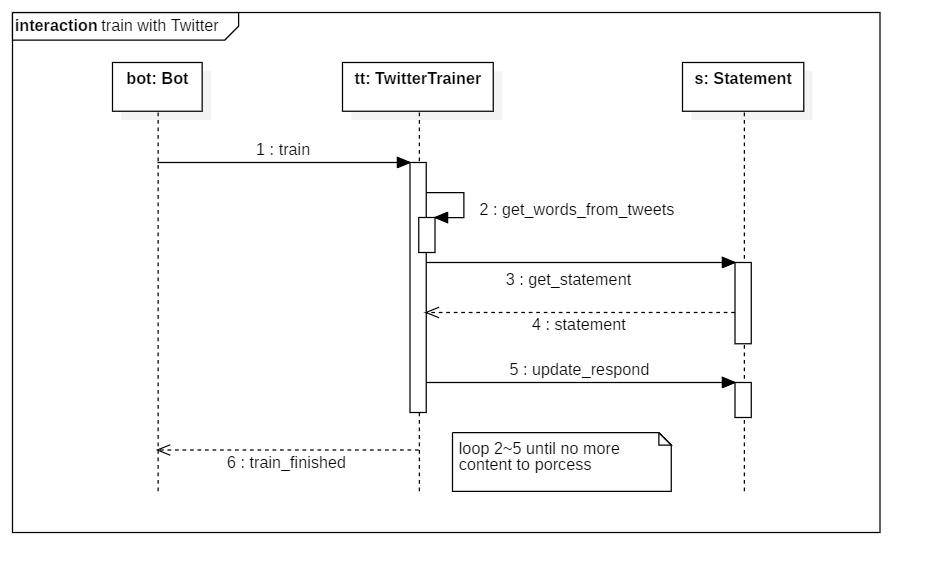 interaction train with Twitter
bot: Bot
tt: TwitterTrainer
s: Statement
1 : train
2 : get_words_from_tweets
3 : get_statement
4 : statement
5 : update_respond
loop 2~5 until no more
content to porcess
6 : train_finished